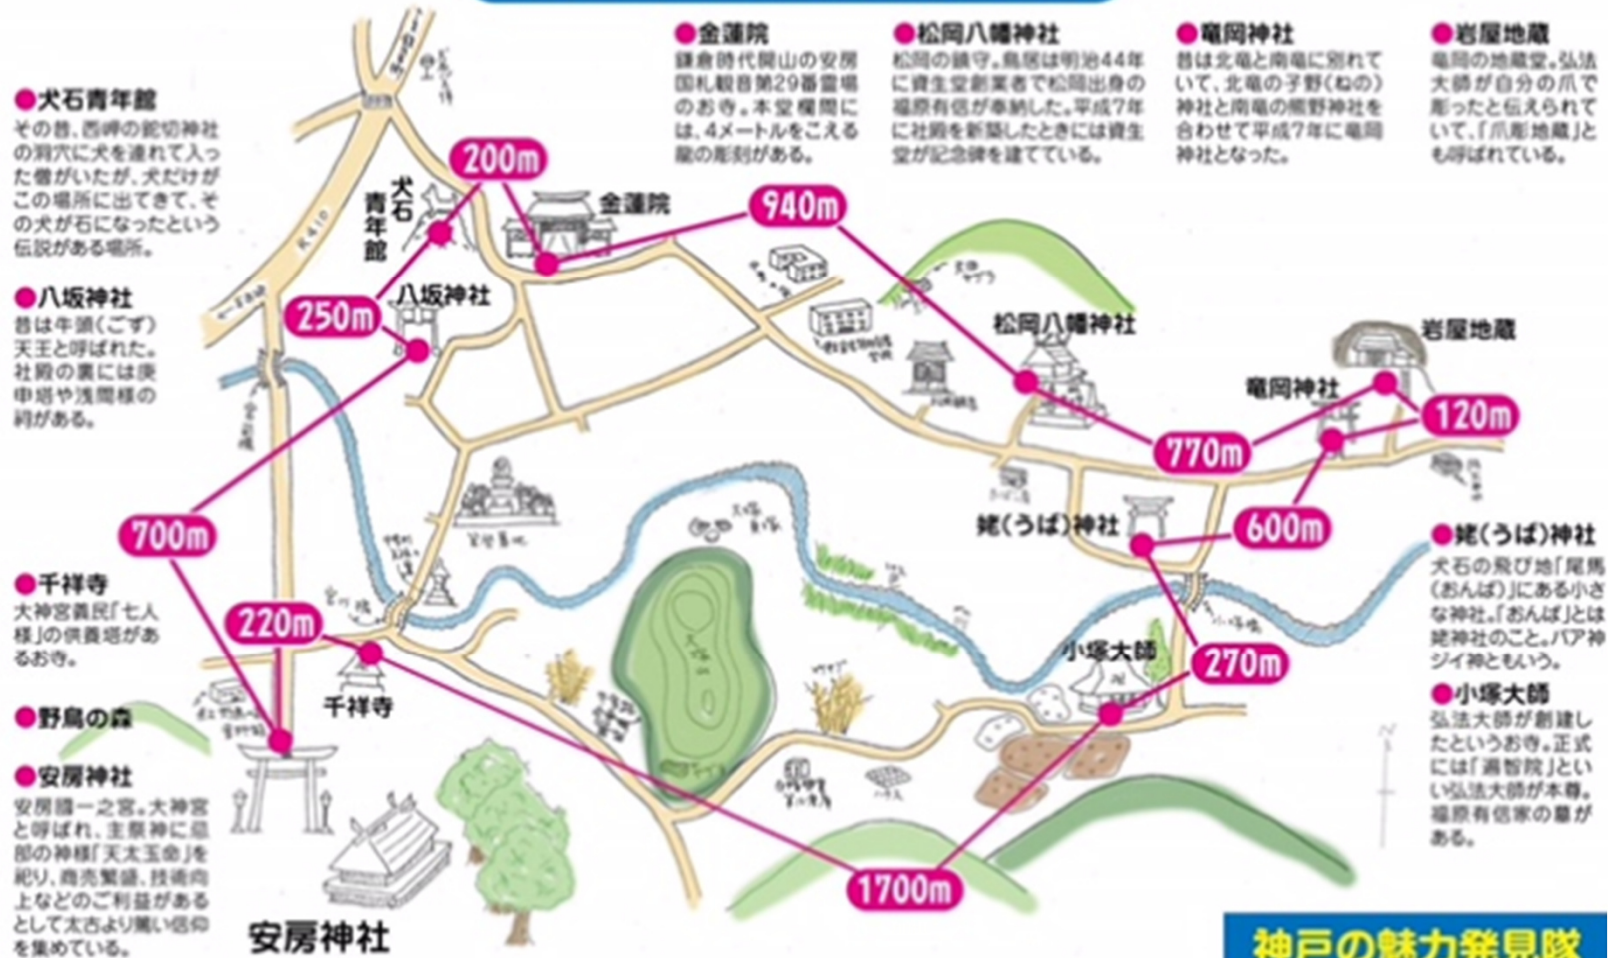 ●犬石青年館
その昔、西岬の鉈切神社
の洞穴に犬を連れて入っ
た僧がいたが、犬だけが
この場所に出てきて、そ
の犬が石になったという
伝説がある場所。
●八坂神社
昔は牛頭(ごず)
天王と呼ばれた。
社殿の裏には庚
申塔や浅間様の
祠がある。
●千祥寺
大神宮義民「七人
様」の供養塔があ
るお寺。
●野鳥の森
●安房神社
安房國一之宮。大神宮
と呼ばれ、主祭神に忌
部の神様「天太玉命」を
祀り、商売繁盛、技術向
上などのご利益がある
として太古より篤い信仰
を集めている。
●金蓮院
鎌倉時代開山の安房
国札観音第29番霊場
のお寺。本堂欄間に
は、4メートルをこえる
龍の彫刻がある。
●松岡八幡神社
松岡の鎮守。鳥居は明治44年
に資生堂創業者で松岡出身の
福原有信が奉納した。平成7年
に社殿を新築したときには資生
堂が記念碑を建てている。
●竜岡神社
昔は北竜と南竜に別れて
いて、北竜の子野(ねの)
神社と南竜の熊野神社を
合わせて平成7年に竜岡
神社となった。
●岩屋地蔵
竜岡の地蔵堂。弘法
大師が自分の爪で
彫ったと伝えられて
いて、「爪彫地蔵」と
も呼ばれている。
●姥(うば)神社
犬石の飛び地「尾馬
(おんば)」にある小さ
な神社。「おんば」とは
姥神社のこと。バア神
ジイ神ともいう。
●小塚大師
弘法大師が創建し
たというお寺。正式
には「遍智院」とい
い弘法大師が本尊。
福原有信家の墓が
ある。
200m
犬石
青年館
金蓮院
940m
250m
八坂神社
R410
松岡八幡神社
岩屋地蔵
竜岡神社
120m
770m
姥(うば)神社
600m
700m
220m
千祥寺
小塚大師
270m
1700m
安房神社
神戸の魅力発見隊